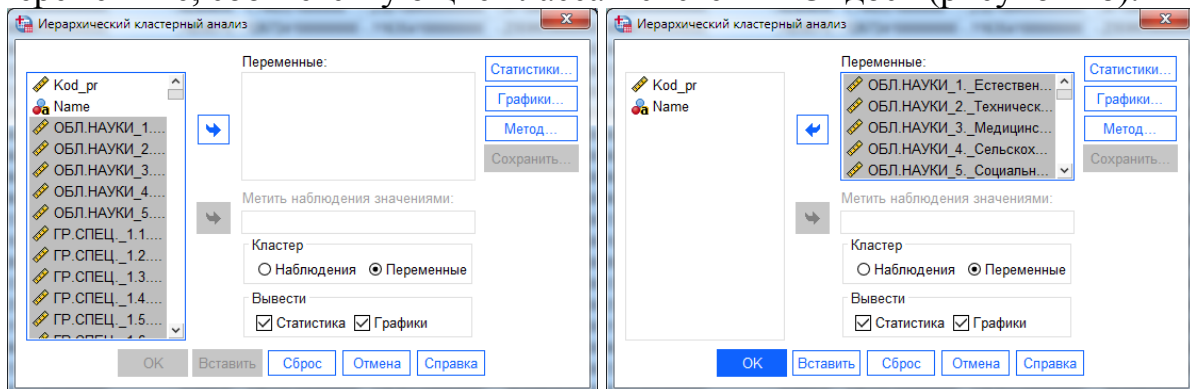 Иерархический кластерный анализ
Переменные:
Kod_pr
Name
ОБЛ.НАУКИ_1....
ОБЛ.НАУКИ_2....
ОБЛ.НАУКИ_3....
ОБЛ.НАУКИ_4....
ОБЛ.НАУКИ_5....
ГР.СПЕЦ._1.1....
ГР.СПЕЦ._1.2....
ГР.СПЕЦ._1.3....
ГР.СПЕЦ._1.4....
ГР.СПЕЦ._1.5....
Статистики...
Графики...
Метод...
Сохранить...
Метить наблюдения значениями:
Кластер
Наблюдения Переменные
Вывести
Статистика Графики
OK Вставить Сброс Отмена Справка
Иерархический кластерный анализ
Переменные:
Kod_pr
Name
ОБЛ.НАУКИ_1._Естествен...
ОБЛ.НАУКИ_2._Техническ...
ОБЛ.НАУКИ_3._Медицинс...
ОБЛ.НАУКИ_4._Сельскох...
ОБЛ.НАУКИ_5._Социальн...
Статистики...
Графики...
Метод...
Сохранить...
Метить наблюдения значениями:
Кластер
Наблюдения Переменные
Вывести
Статистика Графики
OK Вставить Сброс Отмена Справка